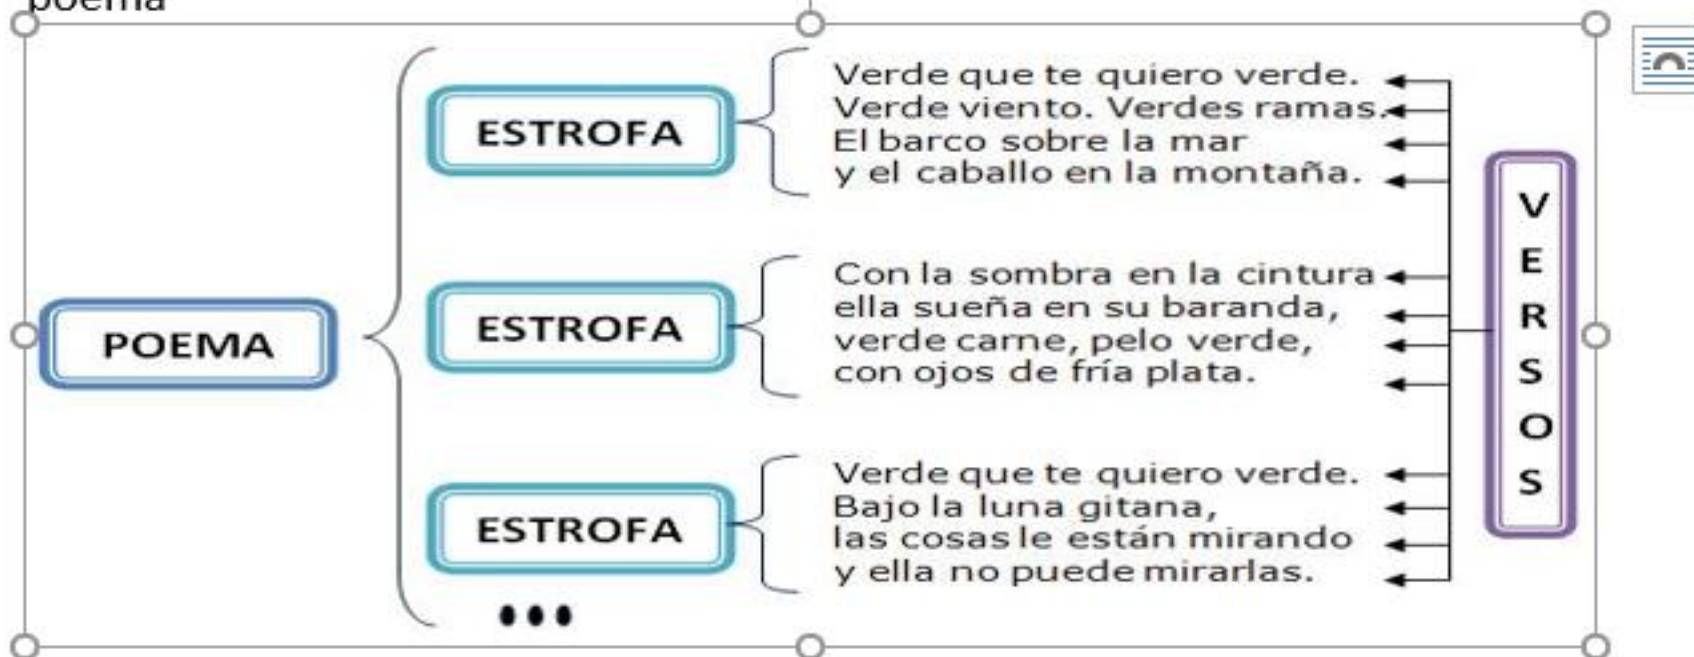 poema
POEMA
ESTROFA
Verde que te quiero verde.
Verde viento. Verdes ramas.
El barco sobre la mar
y el caballo en la montaña.
ESTROFA
Con la sombra en la cintura
ella sueña en su baranda,
verde carne, pelo verde,
con ojos de fría plata.
ESTROFA
Verde que te quiero verde.
Bajo la luna gitana,
las cosas le están mirando
y ella no puede mirarlas.
...
VERSOS